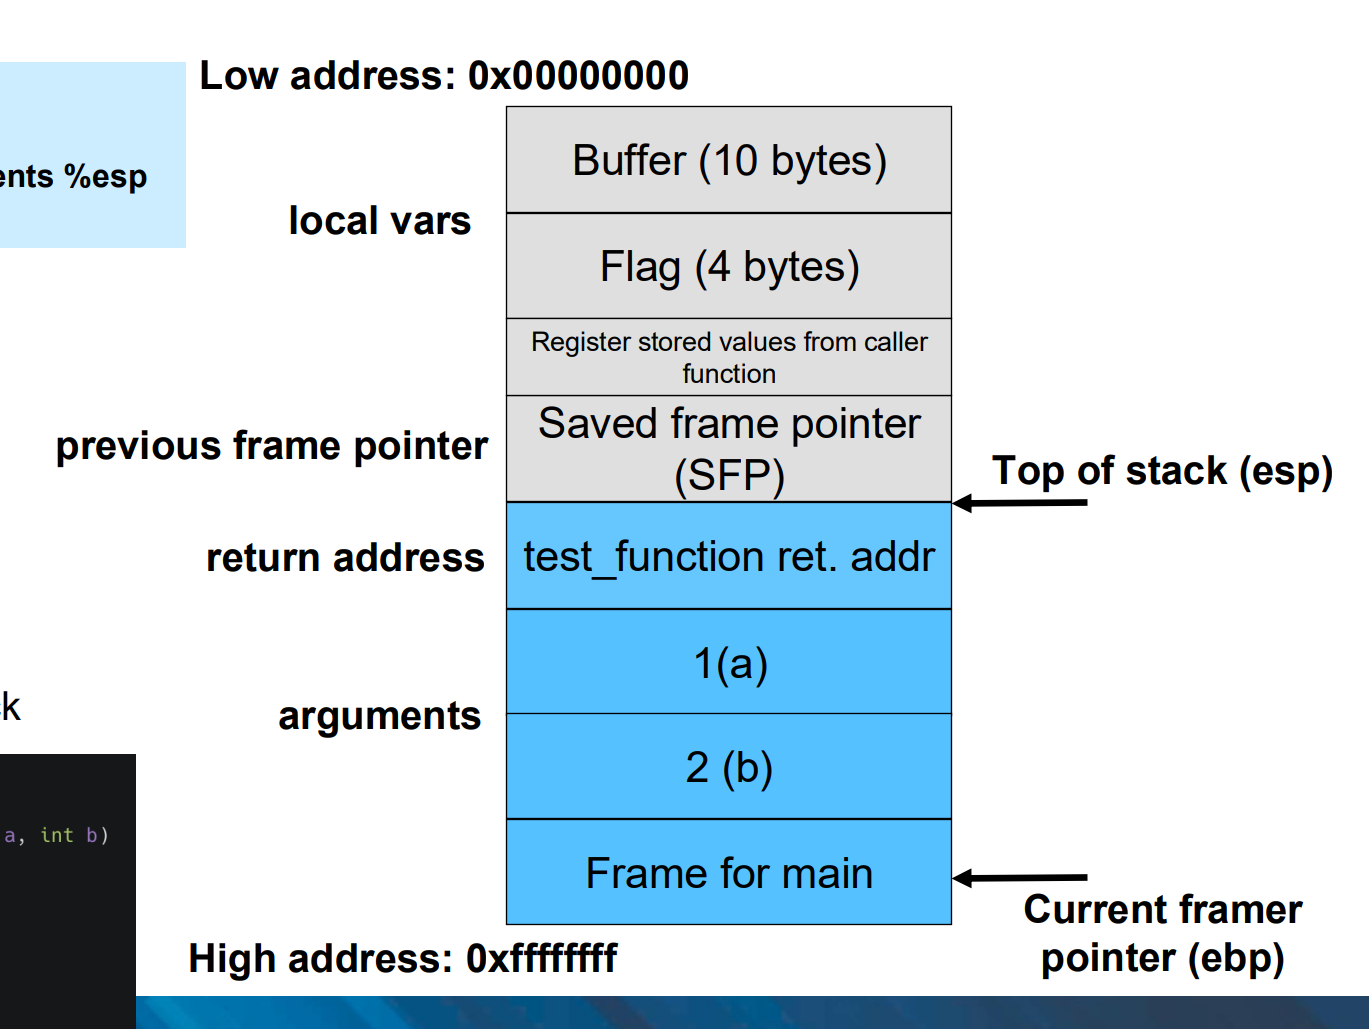 Low address: 0x00000000
ents %esp
Buffer (10 bytes)
local vars
Flag (4 bytes)
Register stored values from caller
function
previous frame pointer
Saved frame pointer
(SFP)
Top of stack (esp)
return address
test_function ret. addr
1(a)
ck
arguments
2 (b)
a, int b)
Frame for main
Current framer
pointer (ebp)
High address: 0xffffffff